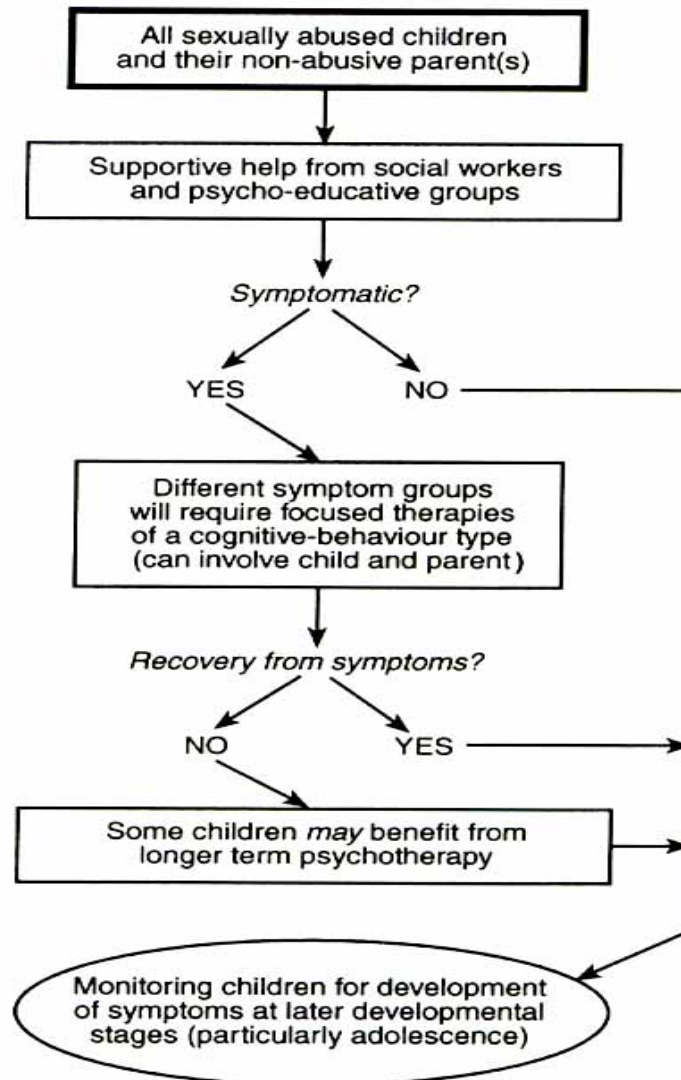 All sexually abused children
and their non-abusive parent(s)
Supportive help from social workers
and psycho-educative groups
Symptomatic?
YES
NO
Different symptom groups
will require focused therapies
of a cognitive-behaviour type
(can involve child and parent)
Recovery from symptoms?
NO
YES
Some children may benefit from
longer term psychotherapy
Monitoring children for development
of symptoms at later developmental
stages (particularly adolescence)